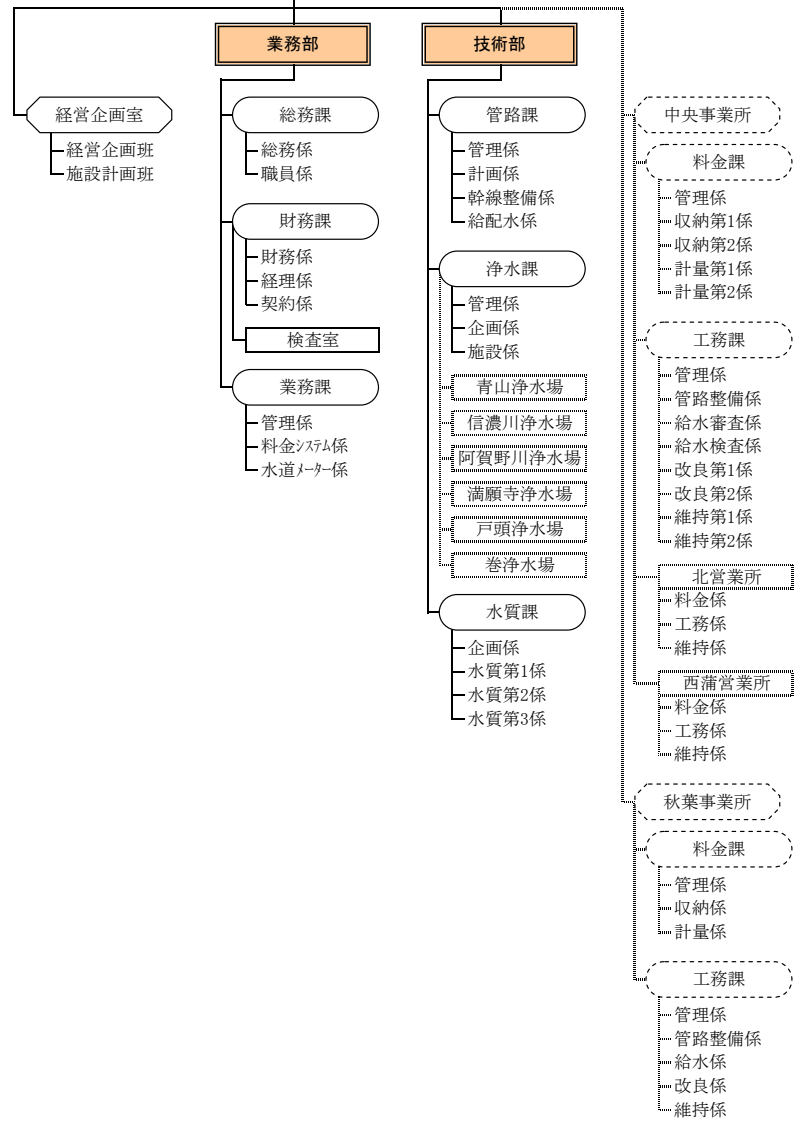 業務部
技術部
経営企画室
経営企画班
施設計画班
総務課
総務係
職員係
財務課
財務係
経理係
契約係
検査室
業務課
管理係
料金システム係
水道メーター係
管路課
管理係
計画係
幹線整備係
給配水係
浄水課
管理係
企画係
施設係
青山浄水場
信濃川浄水場
阿賀野川浄水場
満願寺浄水場
戸頭浄水場
巻浄水場
水質課
企画係
水質第1係
水質第2係
水質第3係
中央事業所
料金課
管理係
収納第1係
収納第2係
計量第1係
計量第2係
工務課
管理係
管路整備係
給水審査係
給水検査係
改良第1係
改良第2係
維持第1係
維持第2係
北営業所
料金係
工務係
維持係
西蒲営業所
料金係
工務係
維持係
秋葉事業所
料金課
管理係
収納係
計量係
工務課
管理係
管路整備係
給水係
改良係
維持係